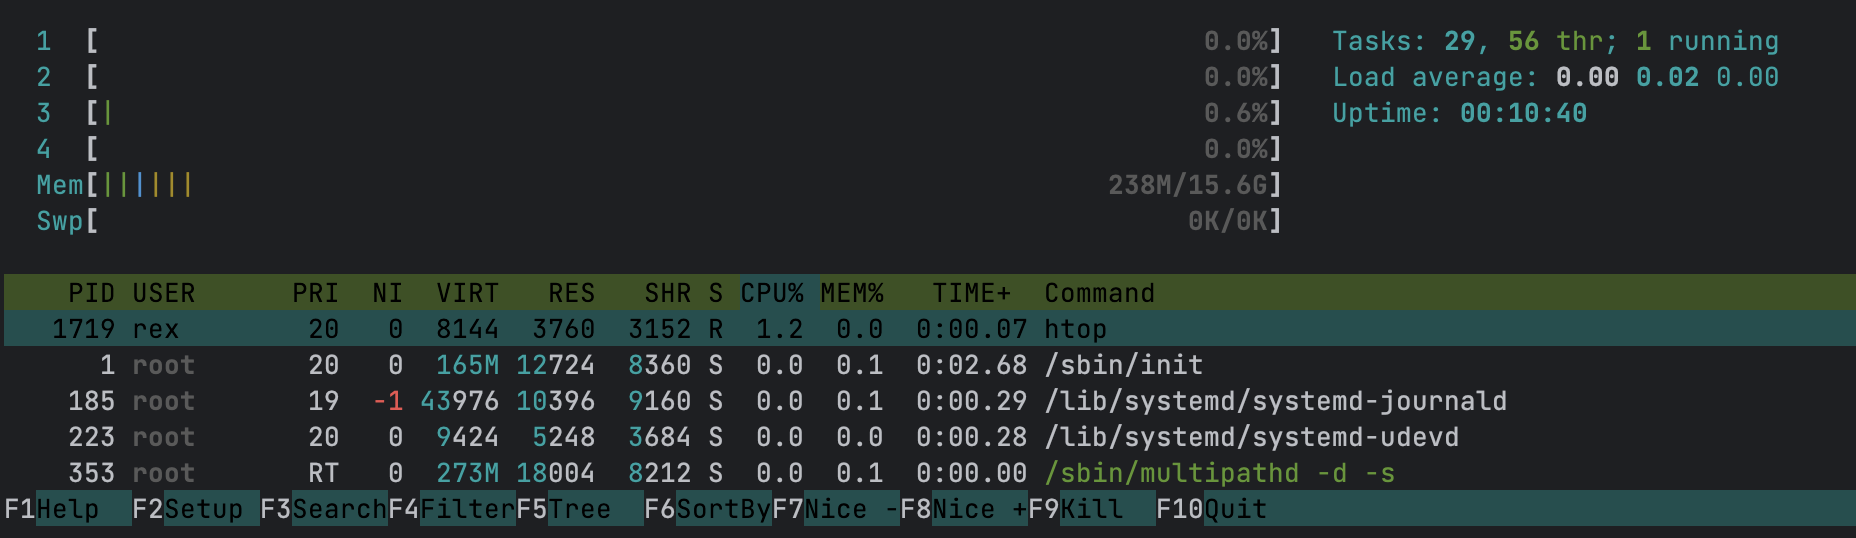 1  [ 0.0%] Tasks: 29, 56 thr; 1 running
2  [ 0.0%] Load average: 0.00 0.02 0.00
3  [| 0.6%] Uptime: 00:10:40
4  [ 0.0%]
Mem[|||||| 238M/15.6G]
Swp[ 0K/0K]
PID USER PRI NI VIRT RES SHR S CPU% MEM% TIME+ Command
1719 rex 20 0 8144 3760 3152 R 1.2 0.0 0:00.07 htop
1 root 20 0 165M 12724 8360 S 0.0 0.1 0:02.68 /sbin/init
185 root 19 -1 43976 10396 9160 S 0.0 0.1 0:00.29 /lib/systemd/systemd-journald
223 root 20 0 9424 5248 3684 S 0.0 0.0 0:00.28 /lib/systemd/systemd-udevd
353 root RT 0 273M 18004 8212 S 0.0 0.1 0:00.00 /sbin/multipathd -d -s
F1Help F2Setup F3SearchF4FilterF5Tree F6SortByF7Nice -F8Nice +F9Kill F10Quit